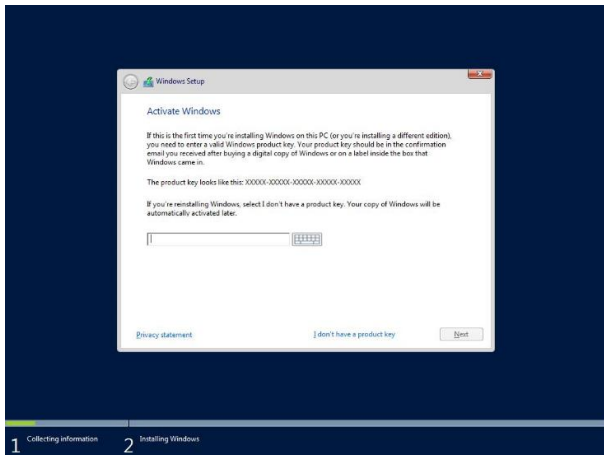 Windows Setup
Activate Windows
If this is the first time you're installing Windows on this PC (or you're installing a different edition),
you need to enter a valid Windows product key. Your product key should be in the confirmation
email you received after buying a digital copy of Windows or on a label inside the box that
Windows came in.
The product key looks like this: XXXXX-XXXXX-XXXXX-XXXXX-XXXXX
If you're reinstalling Windows, select I don't have a product key. Your copy of Windows will be
automatically activated later.
Privacy statement
I don't have a product key
Next
1 Collecting information
2 Installing Windows